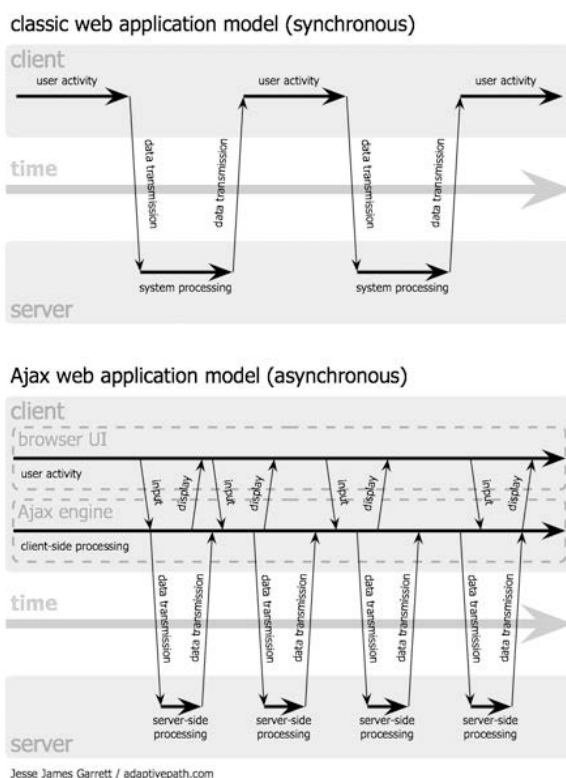 classic web application model (synchronous)
client
user activity
user activity
user activity
data transmission
data transmission
data transmission
data transmission
time
system processing
system processing
server
Ajax web application model (asynchronous)
client
browser UI
user activity
input
display
input
display
input
display
input
display
Ajax engine
client-side processing
data transmission
data transmission
data transmission
data transmission
data transmission
data transmission
data transmission
data transmission
time
server-side
processing
server-side
processing
server-side
processing
server-side
processing
server
Jesse James Garrett / adaptivepath.com